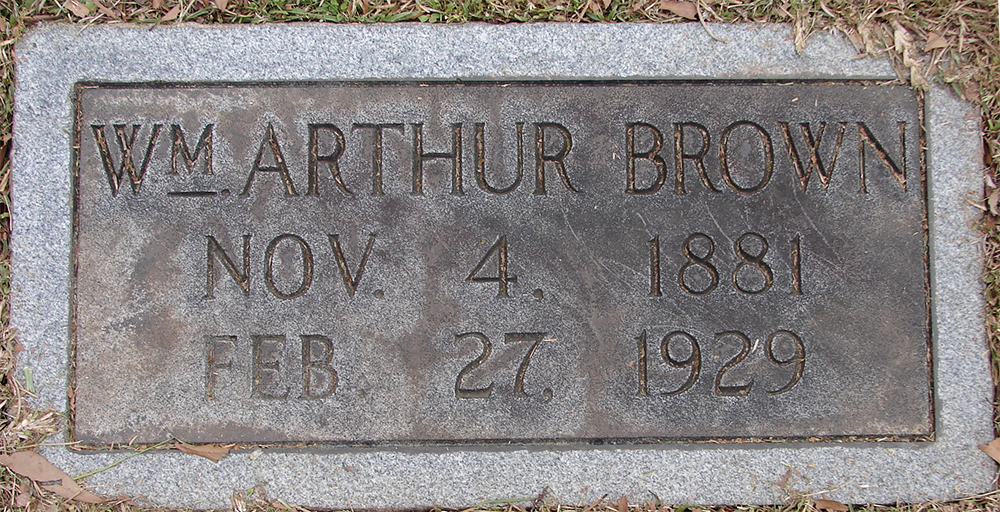 WM. ARTHUR BROWN
NOV. 4. 1881
FEB. 27, 1929